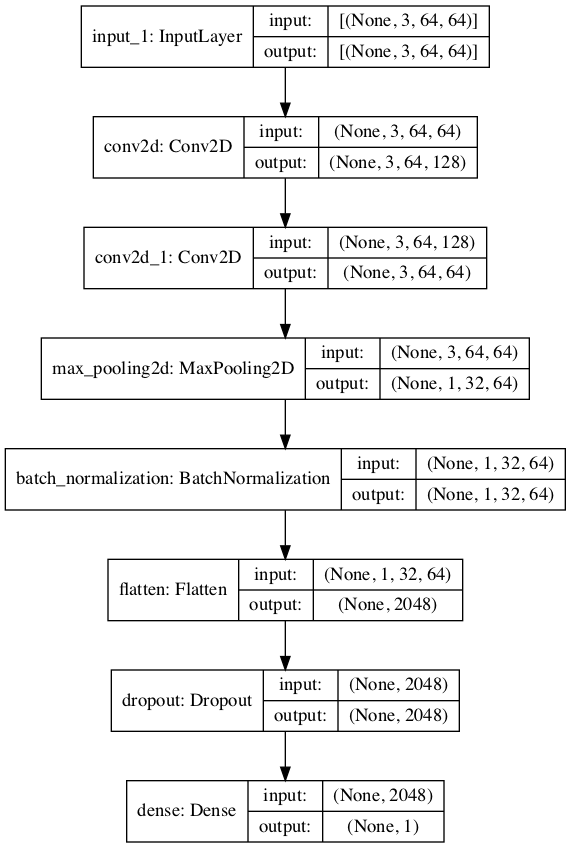 input_1: InputLayer
input:
[(None, 3, 64, 64)]
output:
[(None, 3, 64, 64)]
conv2d: Conv2D
input:
(None, 3, 64, 64)
output:
(None, 3, 64, 128)
conv2d_1: Conv2D
input:
(None, 3, 64, 128)
output:
(None, 3, 64, 64)
max_pooling2d: MaxPooling2D
input:
(None, 3, 64, 64)
output:
(None, 1, 32, 64)
batch_normalization: BatchNormalization
input:
(None, 1, 32, 64)
output:
(None, 1, 32, 64)
flatten: Flatten
input:
(None, 1, 32, 64)
output:
(None, 2048)
dropout: Dropout
input:
(None, 2048)
output:
(None, 2048)
dense: Dense
input:
(None, 2048)
output:
(None, 1)